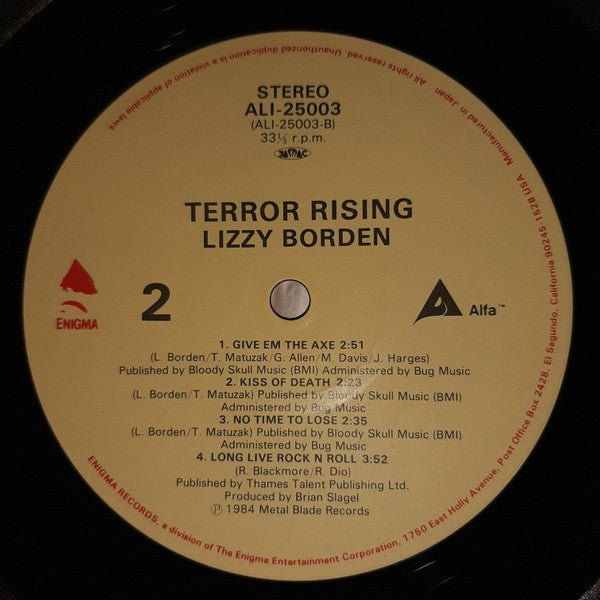 All rights reserved. Unauthorized duplication is a violation of applicable laws
Manufactured in Japan
STEREO
ALI-25003
(ALI-25003-B)
33⅓ r.p.m.
JASRAC
TERROR RISING
LIZZY BORDEN
ENIGMA
2
Alfa™
1. GIVE EM THE AXE 2:51
(L. Borden/T. Matuzak/G. Allen/M. Davis/J. Harges)
Published by Bloody Skull Music (BMI) Administered by Bug Music
2. KISS OF DEATH 2:23
(L. Borden/T. Matuzak) Published by Bloody Skull Music (BMI)
Administered by Bug Music
3. NO TIME TO LOSE 2:35
(L. Borden/T. Matuzak) Published by Bloody Skull Music (BMI)
Administered by Bug Music
4. LONG LIVE ROCK N ROLL 3:52
(R. Blackmore/R. Dio)
Published by Thames Talent Publishing Ltd.
Produced by Brian Slagel
Ⓟ 1984 Metal Blade Records
ENIGMA RECORDS, a division of The Enigma Entertainment Corporation, 1750 East Holly Avenue, Post Office Box 2428, El Segundo, California 90245-1528 USA